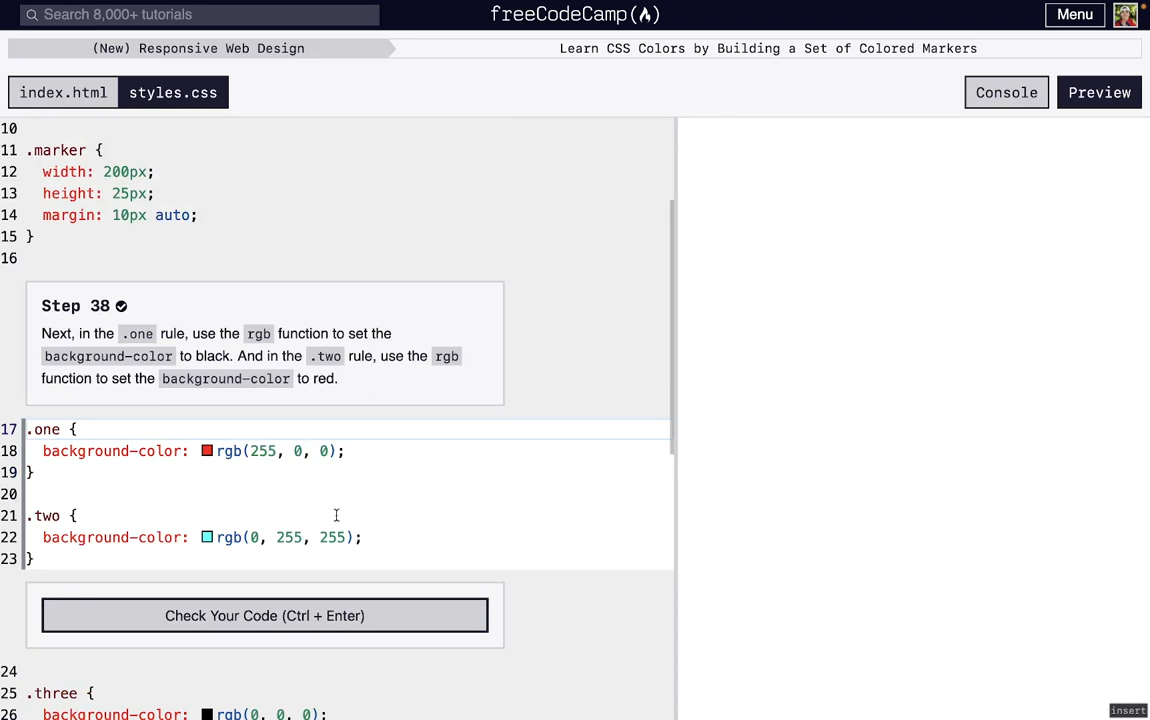 Search 8,000+ tutorials
freeCodeCamp
Menu
(New) Responsive Web Design
Learn CSS Colors by Building a Set of Colored Markers
index.html
styles.css
Console
Preview
10
11 .marker {
12 width: 200px;
13 height: 25px;
14 margin: 10px auto;
15 }
16
Step 38
Next, in the .one rule, use the rgb function to set the
background-color to black. And in the .two rule, use the rgb
function to set the background-color to red.
17 .one {
18 background-color: rgb(255, 0, 0);
19 }
20
21 .two {
22 background-color: rgb(0, 255, 255);
23 }
Check Your Code (Ctrl + Enter)
24
25 .three {
26 background-color: rgb(0, 0, 0);
insert